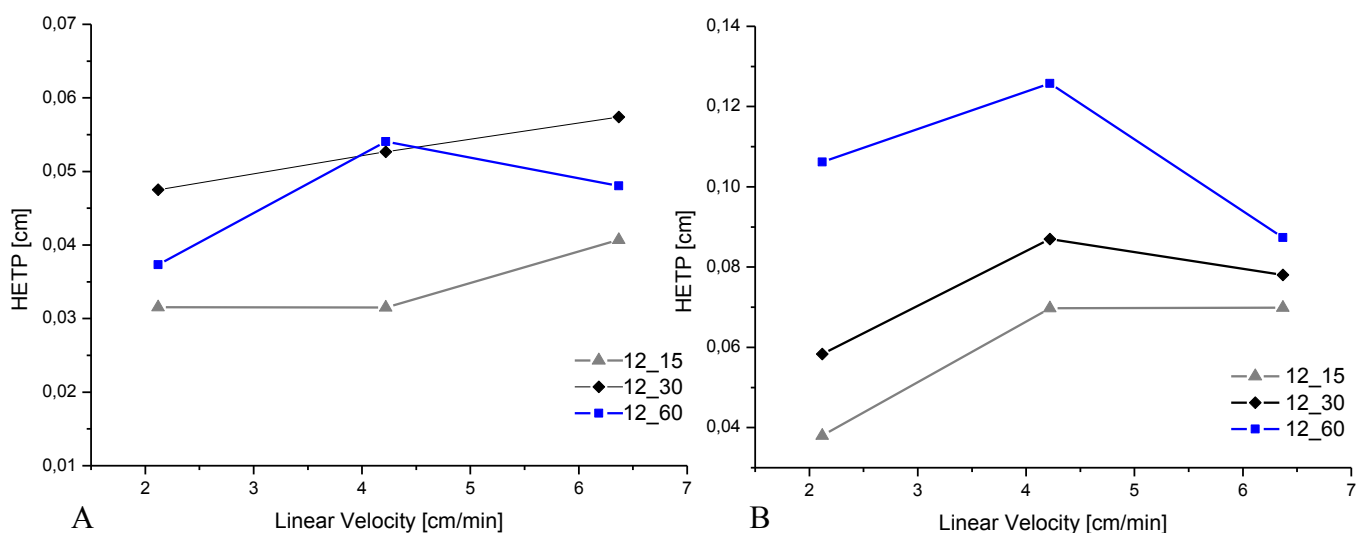 0,07
0,06
0,05
0,04
0,03
0,02
0,01
HETP [cm]
2 3 4 5 6 7
Linear Velocity [cm/min]
12_15
12_30
12_60
A
0,14
0,12
0,10
0,08
0,06
0,04
HETP [cm]
2 3 4 5 6 7
Linear Velocity [cm/min]
12_15
12_30
12_60
B